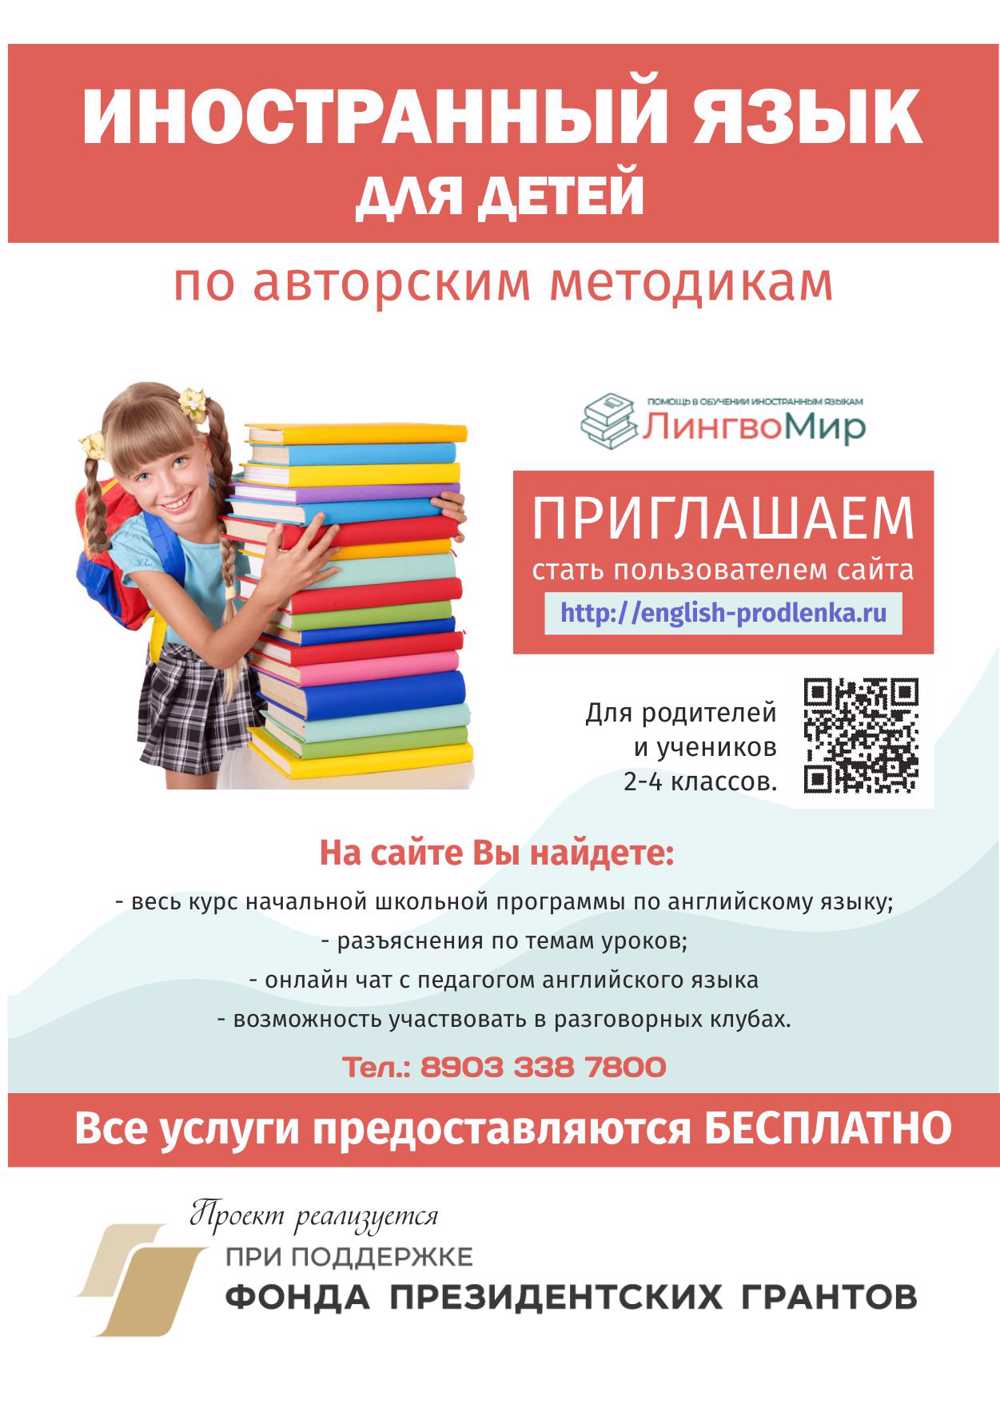 ИНОСТРАННЫЙ ЯЗЫК
ДЛЯ ДЕТЕЙ
по авторским методикам
ПОМОЩЬ В ОБУЧЕНИИ ИНОСТРАННЫМ ЯЗЫКАМ
ЛингвоМир
ПРИГЛАШАЕМ
стать пользователем сайта
http://english-prodlenka.ru
Для родителей
и учеников
2-4 классов.
На сайте Вы найдете:
- весь курс начальной школьной программы по английскому языку;
- разъяснения по темам уроков;
- онлайн чат с педагогом английского языка
- возможность участвовать в разговорных клубах.
Тел.: 8903 338 7800
Все услуги предоставляются БЕСПЛАТНО
Проект реализуется
ПРИ ПОДДЕРЖКЕ
ФОНДА ПРЕЗИДЕНТСКИХ ГРАНТОВ